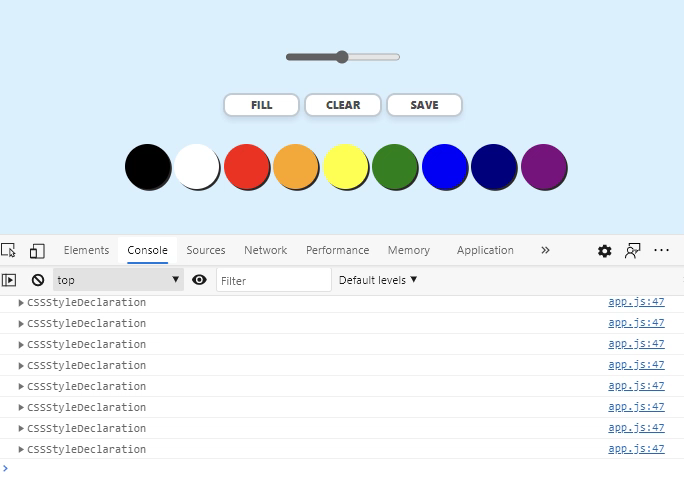 FILL CLEAR SAVE
Elements Console Sources Network Performance Memory Application »
top Filter Default levels
CSSStyleDeclaration app.js:47
CSSStyleDeclaration app.js:47
CSSStyleDeclaration app.js:47
CSSStyleDeclaration app.js:47
CSSStyleDeclaration app.js:47
CSSStyleDeclaration app.js:47
CSSStyleDeclaration app.js:47
CSSStyleDeclaration app.js:47